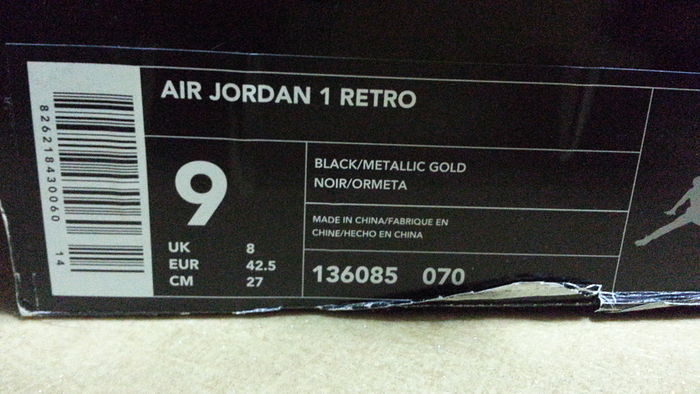 AIR JORDAN 1 RETRO
826218430060
14
9
UK 8
EUR 42.5
CM 27
BLACK/METALLIC GOLD
NOIR/ORMETA
MADE IN CHINA/FABRIQUE EN
CHINE/HECHO EN CHINA
136085 070